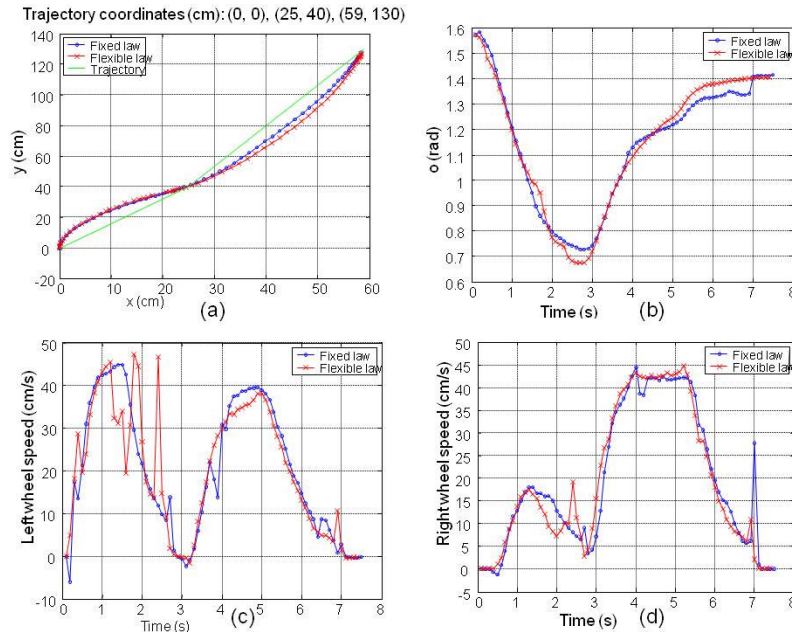 Trajectory coordinates (cm): (0, 0), (25, 40), (59, 130)
140
120
100
80
60
40
20
0
-20
y (cm)
Fixed law
Flexible law
Trajectory
0 10 20 30 40 50 60
x (cm)
(a)
1.6
1.5
1.4
1.3
1.2
1.1
1
0.9
0.8
0.7
0.6
o (rad)
Fixed law
Flexible law
0 1 2 3 4 5 6 7 8
Time (s)
(b)
50
40
30
20
10
0
-10
Left wheel speed (cm/s)
Fixed law
Flexible law
0 1 2 3 4 5 6 7 8
Time (s)
(c)
50
45
40
35
30
25
20
15
10
5
0
-5
Right wheel speed (cm/s)
Fixed law
Flexible law
0 1 2 3 4 5 6 7 8
Time (s)
(d)